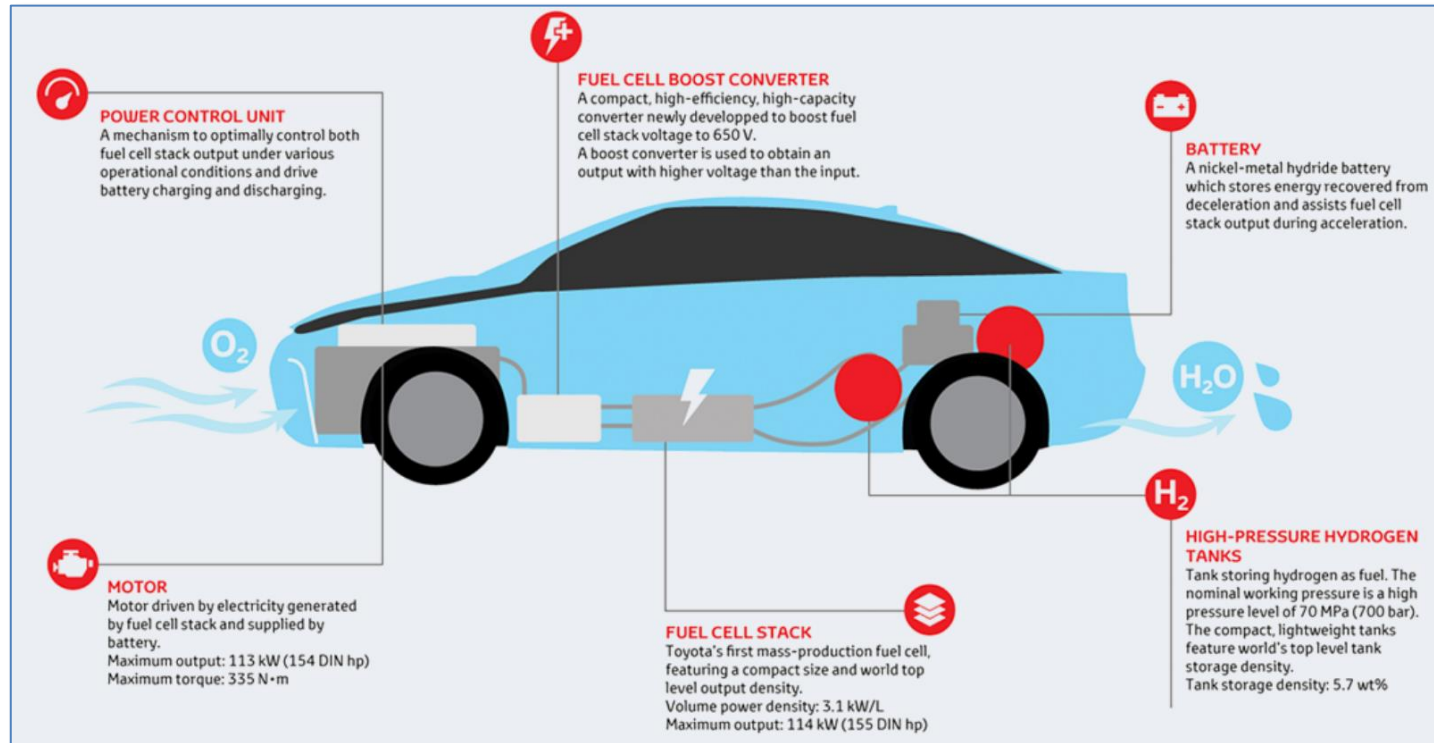 POWER CONTROL UNIT
A mechanism to optimally control both
fuel cell stack output under various
operational conditions and drive
battery charging and discharging.
FUEL CELL BOOST CONVERTER
A compact, high-efficiency, high-capacity
converter newly developped to boost fuel
cell stack voltage to 650 V.
A boost converter is used to obtain an
output with higher voltage than the input.
BATTERY
A nickel-metal hydride battery
which stores energy recovered from
deceleration and assists fuel cell
stack output during acceleration.
O₂
H₂O
H₂
MOTOR
Motor driven by electricity generated
by fuel cell stack and supplied by
battery.
Maximum output: 113 kW (154 DIN hp)
Maximum torque: 335 N•m
FUEL CELL STACK
Toyota's first mass-production fuel cell,
featuring a compact size and world top
level output density.
Volume power density: 3.1 kW/L
Maximum output: 114 kW (155 DIN hp)
HIGH-PRESSURE HYDROGEN
TANKS
Tank storing hydrogen as fuel. The
nominal working pressure is a high
pressure level of 70 MPa (700 bar).
The compact, lightweight tanks
feature world's top level tank
storage density.
Tank storage density: 5.7 wt%